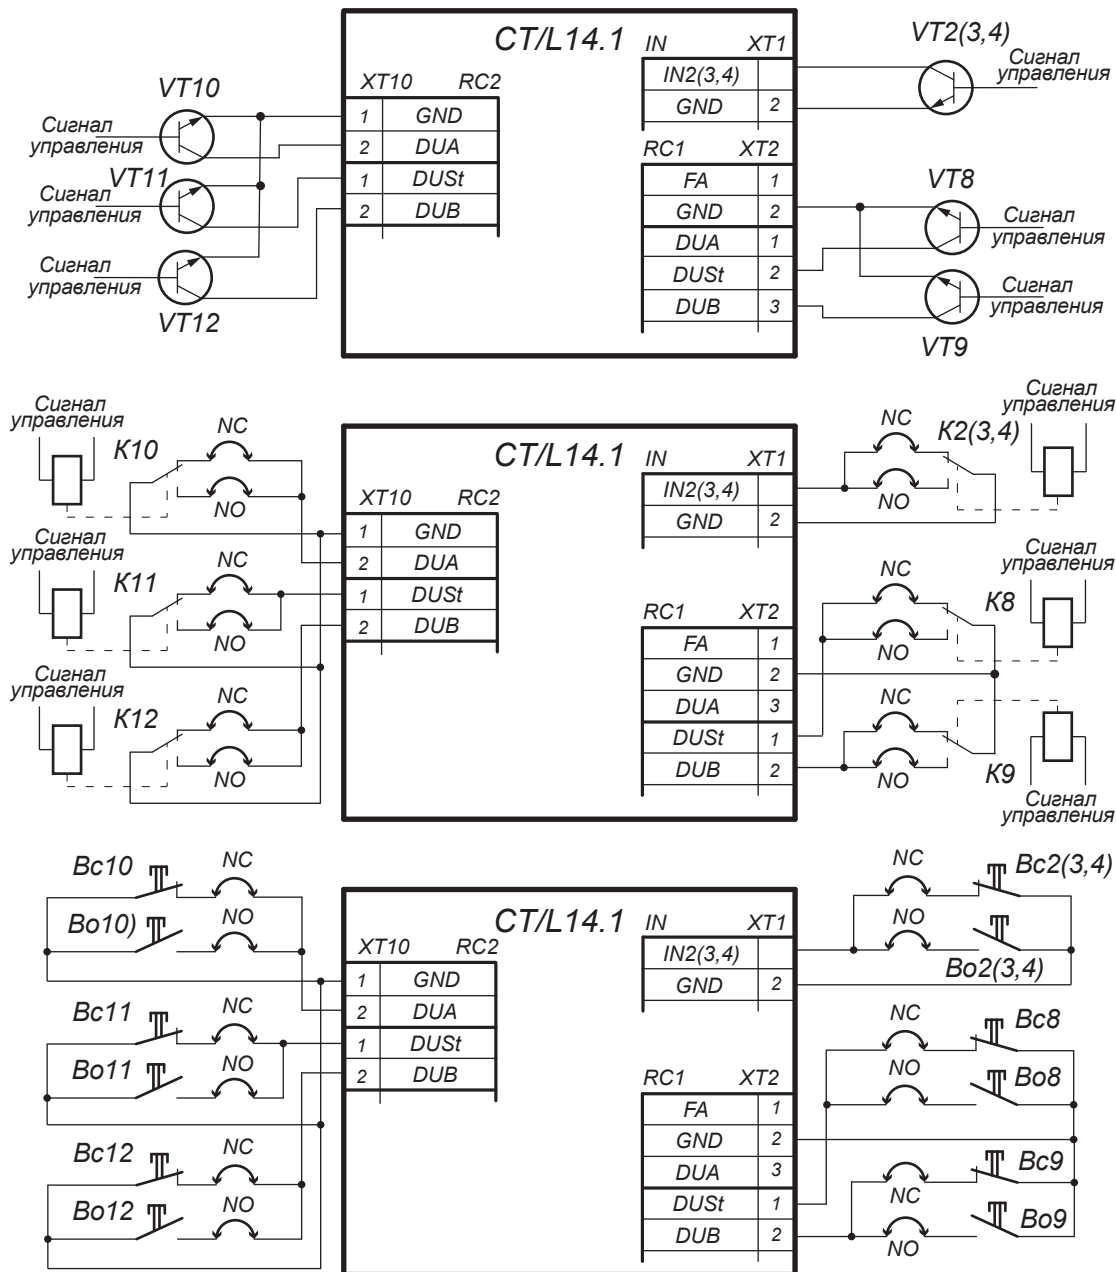 CT/L14.1
IN XT1
IN2(3,4)
GND 2
VT2(3,4)
Сигнал
управления
XT10 RC2
1 GND
2 DUA
1 DUSt
2 DUB
VT10
Сигнал
управления
VT11
Сигнал
управления
Сигнал
управления
VT12
RC1 XT2
FA 1
GND 2
DUA 1
DUSt 2
DUB 3
VT8
Сигнал
управления
Сигнал
управления
VT9
Сигнал
управления
К10
NC
NO
Сигнал
управления
К11
NC
NO
Сигнал
управления
К12
NC
NO
CT/L14.1
XT10 RC2
1 GND
2 DUA
1 DUSt
2 DUB
IN XT1
IN2(3,4)
GND 2
RC1 XT2
FA 1
GND 2
DUA 3
DUSt 1
DUB 2
NC
NO
К2(3,4)
Сигнал
управления
NC
NO
К8
Сигнал
управления
NC
NO
К9
Сигнал
управления
Bc10
NC
Bo10)
NO
Bc11
NC
Bo11
NO
Bc12
NC
Bo12
NO
CT/L14.1
XT10 RC2
1 GND
2 DUA
1 DUSt
2 DUB
IN XT1
IN2(3,4)
GND 2
RC1 XT2
FA 1
GND 2
DUA 3
DUSt 1
DUB 2
NC
Bc2(3,4)
NO
Bo2(3,4)
NC
Bc8
NO
Bo8
NC
Bc9
NO
Bo9